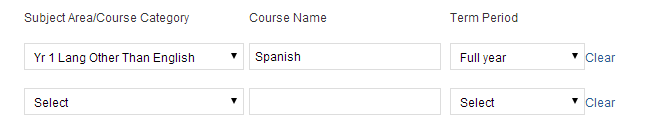 Subject Area/Course Category Course Name Term Period
Yr 1 Lang Other Than English Spanish Full year Clear
Select Select Clear